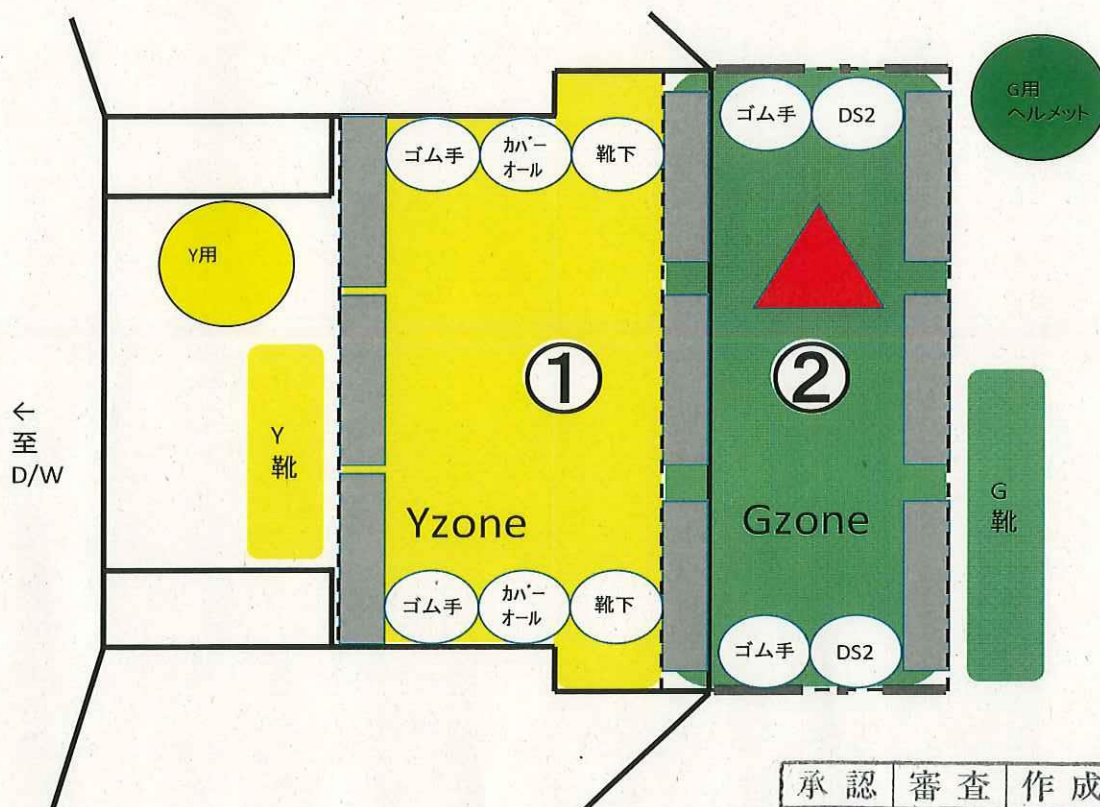 G用
ヘルメット
ゴム手
カバー
オール
靴下
ゴム手
DS2
Y用
①
②
←
至
D/W
Y
靴
G
靴
Yzone
Gzone
ゴム手
カバー
オール
靴下
ゴム手
DS2
承認 審査 作成